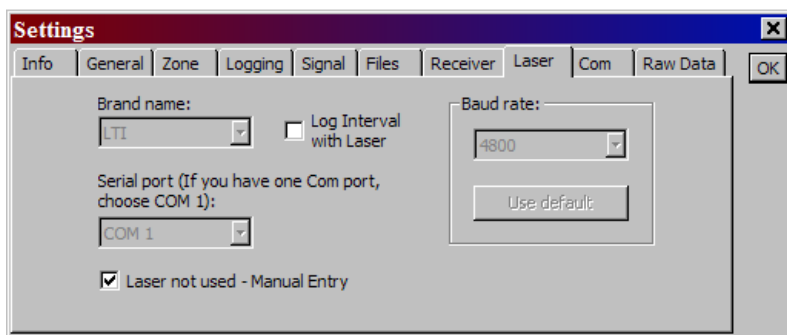 Settings
Info General Zone Logging Signal Files Receiver Laser Com Raw Data OK
Brand name:
LTI
Log Interval
with Laser
Baud rate:
4800
Serial port (If you have one Com port,
choose COM 1):
COM 1
Use default
Laser not used - Manual Entry